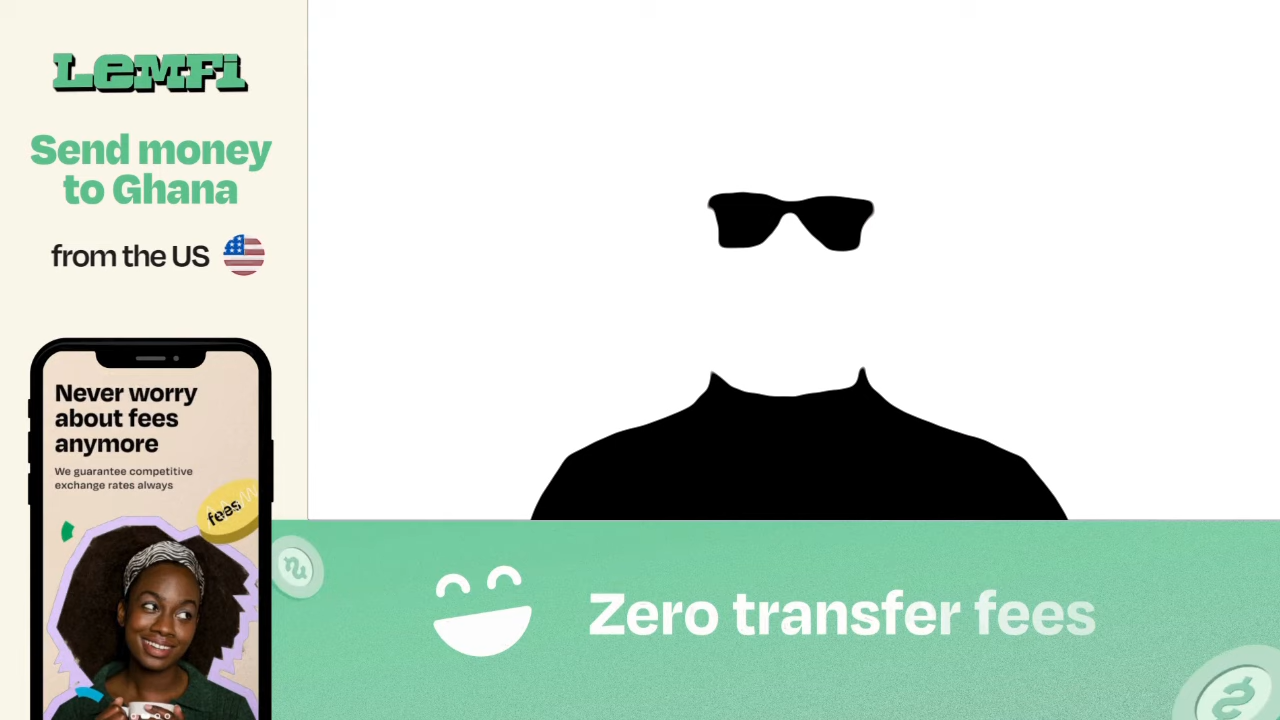 LemFi
Send money
to Ghana
from the US
Never worry
about fees
anymore
We guarantee competitive
exchange rates always
fees
Zero transfer fees